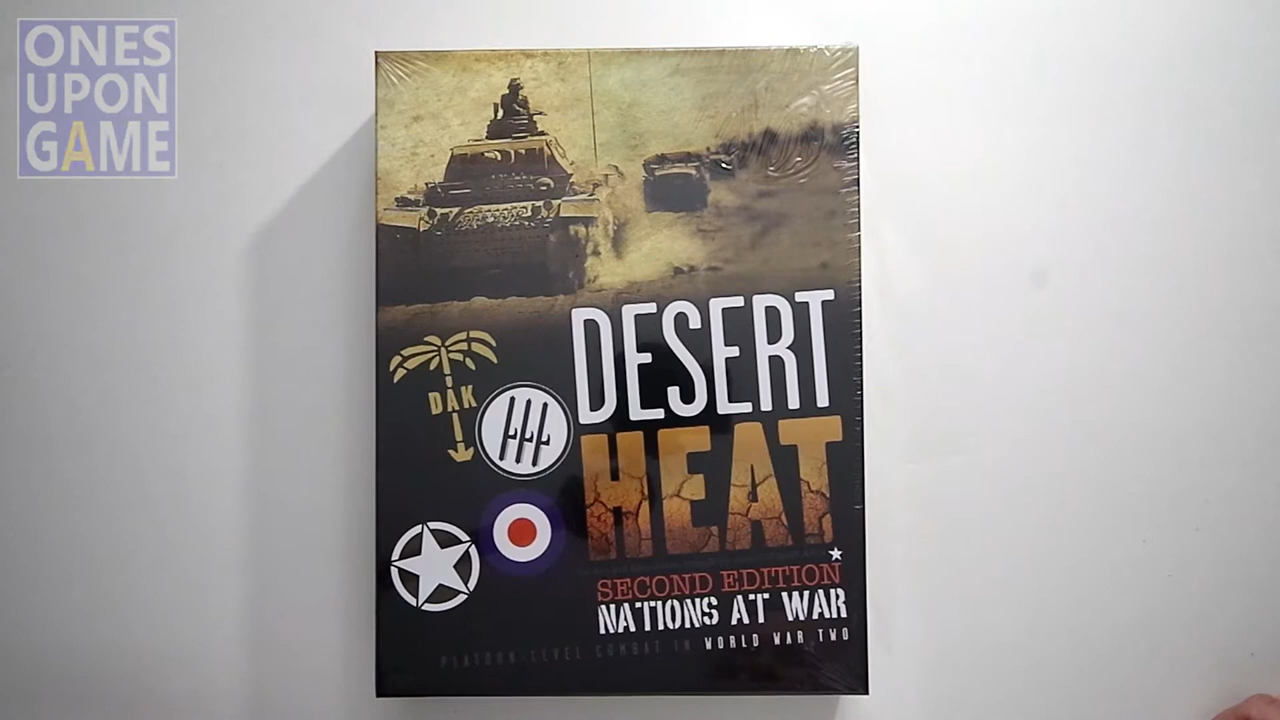 ONES
UPON
GAME
DAK
DESERT
HEAT
SECOND EDITION
NATIONS AT WAR
PLATOON-LEVEL COMBAT IN WORLD WAR TWO